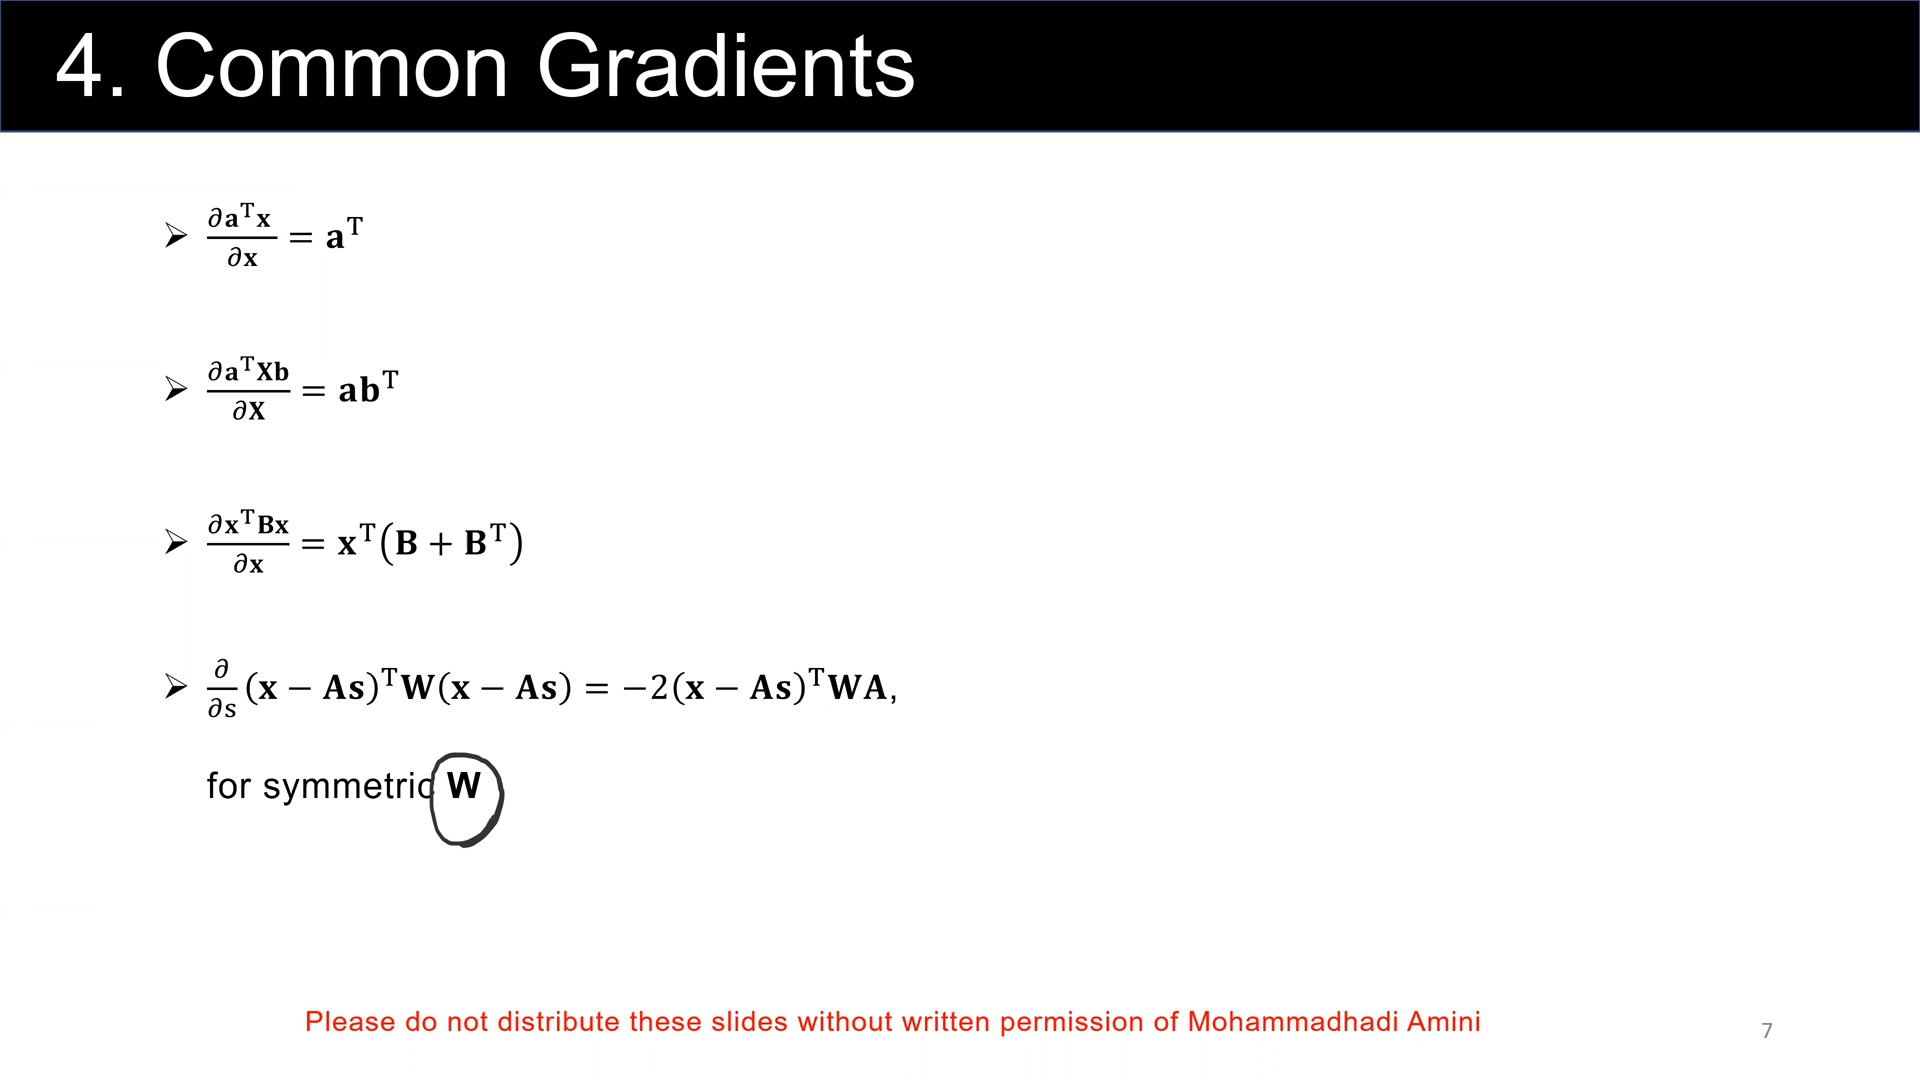 4. Common Gradients
➢ ∂aᵀx/∂x = aᵀ
➢ ∂aᵀXb/∂X = abᵀ
➢ ∂xᵀBx/∂x = xᵀ(B + Bᵀ)
➢ ∂/∂s (x − As)ᵀW(x − As) = −2(x − As)ᵀWA,
for symmetric W
Please do not distribute these slides without written permission of Mohammadhadi Amini
7